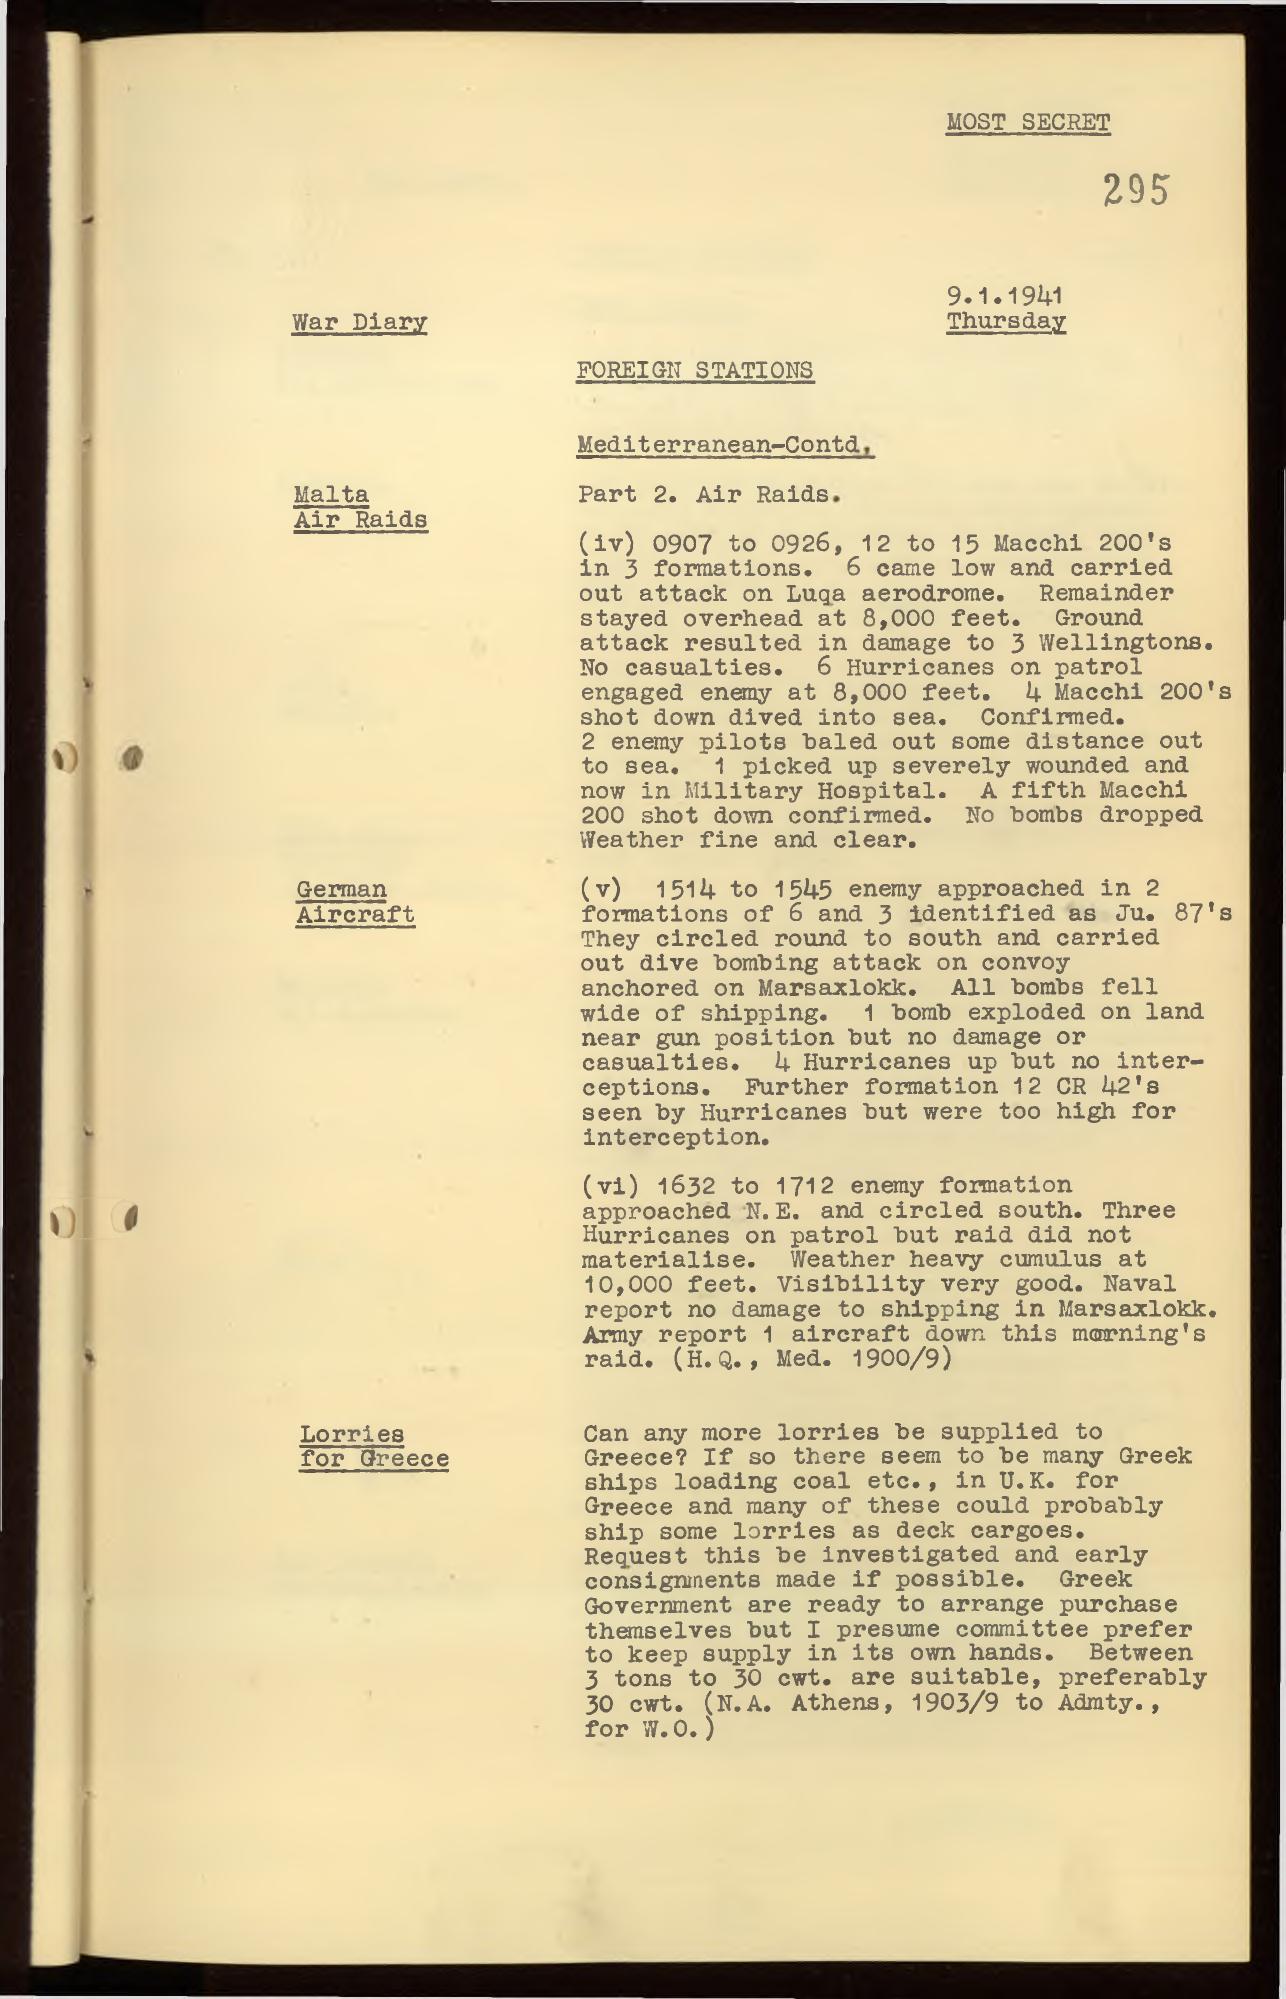 MOST SECRET
295
9.1.1941
War Diary
Thursday
FOREIGN STATIONS
Mediterranean-Contd.
Malta
Air Raids
Part 2. Air Raids.
(iv) 0907 to 0926, 12 to 15 Macchi 200's
in 3 formations. 6 came low and carried
out attack on Luqa aerodrome. Remainder
stayed overhead at 8,000 feet. Ground
attack resulted in damage to 3 Wellingtons.
No casualties. 6 Hurricanes on patrol
engaged enemy at 8,000 feet. 4 Macchi 200's
shot down dived into sea. Confirmed.
2 enemy pilots baled out some distance out
to sea. 1 picked up severely wounded and
now in Military Hospital. A fifth Macchi
200 shot down confirmed. No bombs dropped
Weather fine and clear.
German
Aircraft
(v) 1514 to 1545 enemy approached in 2
formations of 6 and 3 identified as Ju. 87's
They circled round to south and carried
out dive bombing attack on convoy
anchored on Marsaxlokk. All bombs fell
wide of shipping. 1 bomb exploded on land
near gun position but no damage or
casualties. 4 Hurricanes up but no inter-
ceptions. Further formation 12 CR 42's
seen by Hurricanes but were too high for
interception.
(vi) 1632 to 1712 enemy formation
approached N.E. and circled south. Three
Hurricanes on patrol but raid did not
materialise. Weather heavy cumulus at
10,000 feet. Visibility very good. Naval
report no damage to shipping in Marsaxlokk.
Army report 1 aircraft down this morning's
raid. (H.Q., Med. 1900/9)
Lorries
for Greece
Can any more lorries be supplied to
Greece? If so there seem to be many Greek
ships loading coal etc., in U.K. for
Greece and many of these could probably
ship some lorries as deck cargoes.
Request this be investigated and early
consignments made if possible. Greek
Government are ready to arrange purchase
themselves but I presume committee prefer
to keep supply in its own hands. Between
3 tons to 30 cwt. are suitable, preferably
30 cwt. (N.A. Athens, 1903/9 to Admty.,
for W.O.)